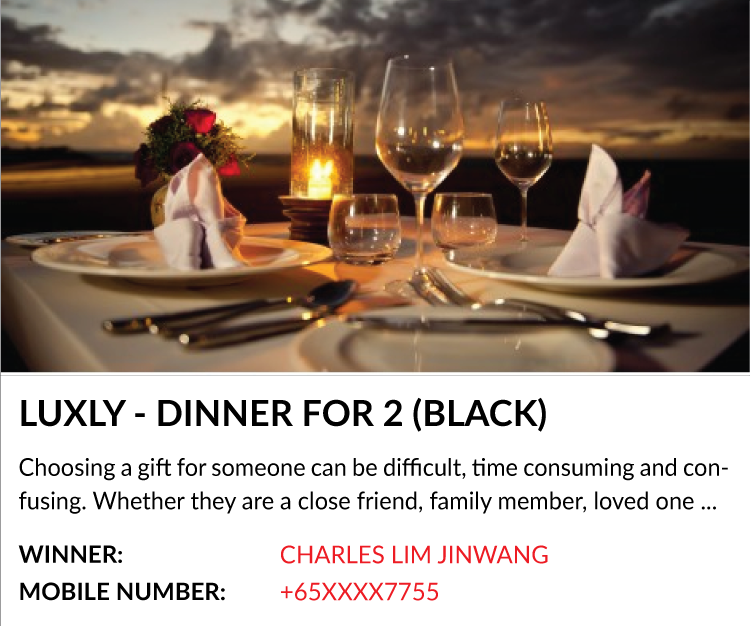 LUXLY - DINNER FOR 2 (BLACK)
Choosing a gift for someone can be difficult, time consuming and con-
fusing. Whether they are a close friend, family member, loved one ...
WINNER: CHARLES LIM JINWANG
MOBILE NUMBER: +65XXXX7755